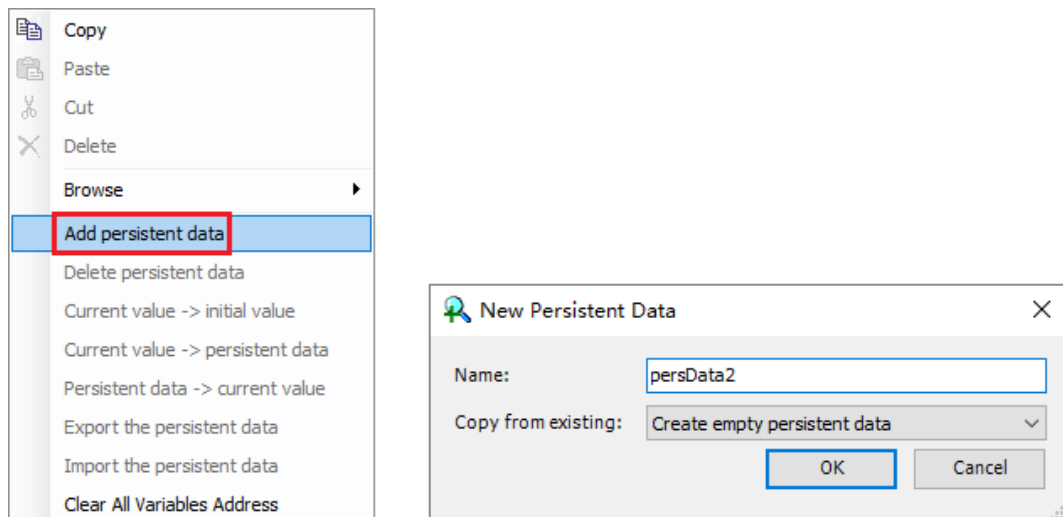 Copy
Paste
Cut
Delete
Browse
Add persistent data
Delete persistent data
Current value -> initial value
Current value -> persistent data
Persistent data -> current value
Export the persistent data
Import the persistent data
Clear All Variables Address
New Persistent Data
Name: persData2
Copy from existing: Create empty persistent data
OK Cancel